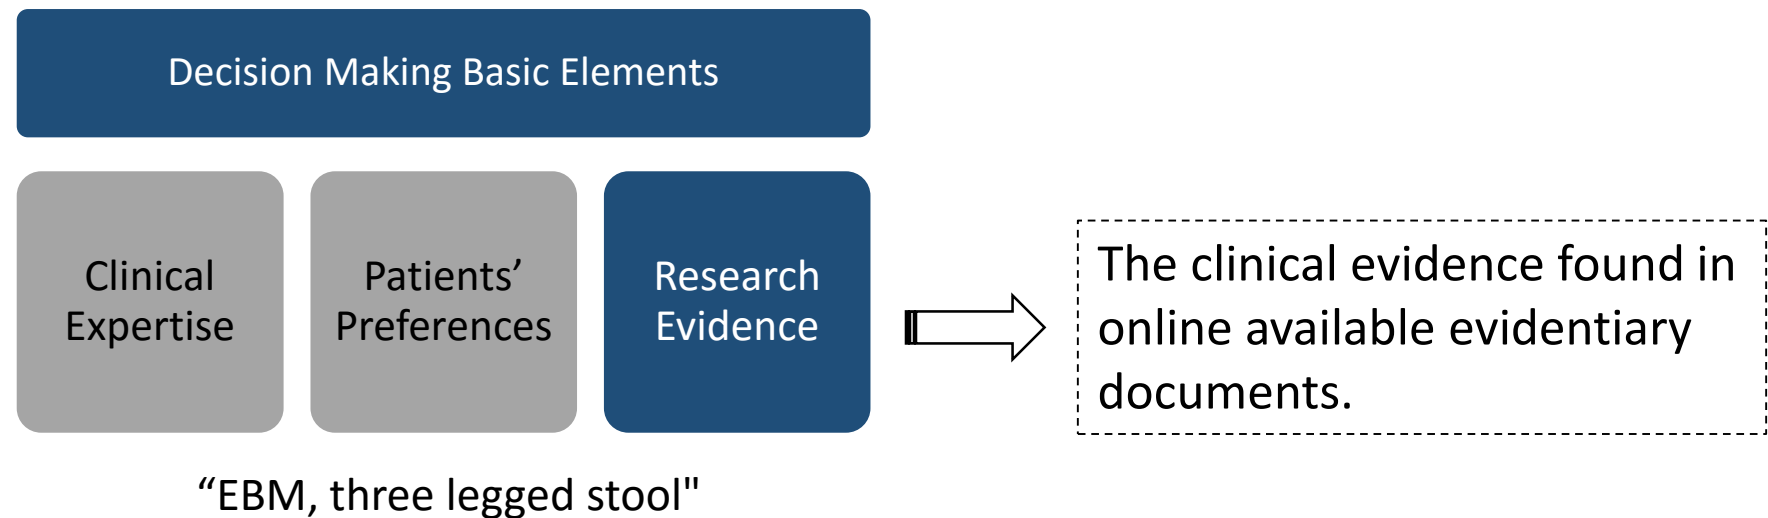 Decision Making Basic Elements
Clinical
Expertise
Patients’
Preferences
Research
Evidence
The clinical evidence found in
online available evidentiary
documents.
“EBM, three legged stool"